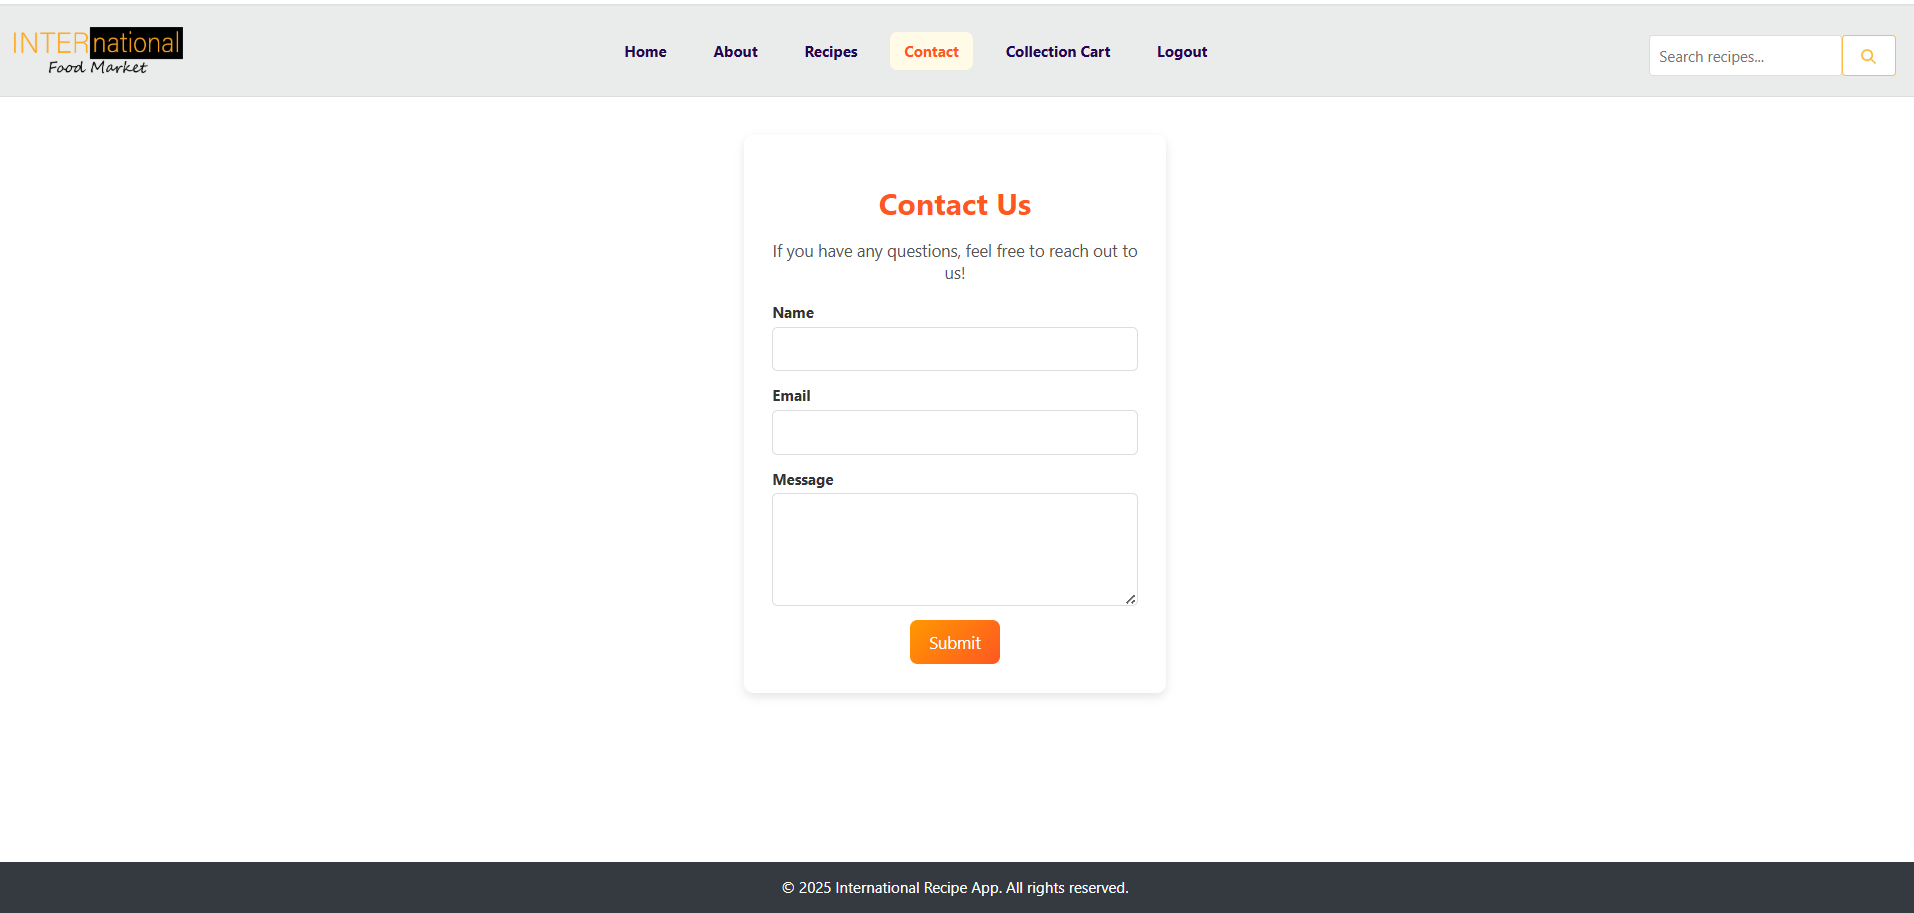 INTERnational
Food Market
Home
About
Recipes
Contact
Collection Cart
Logout
Search recipes...
Contact Us
If you have any questions, feel free to reach out to
us!
Name
Email
Message
Submit
© 2025 International Recipe App. All rights reserved.